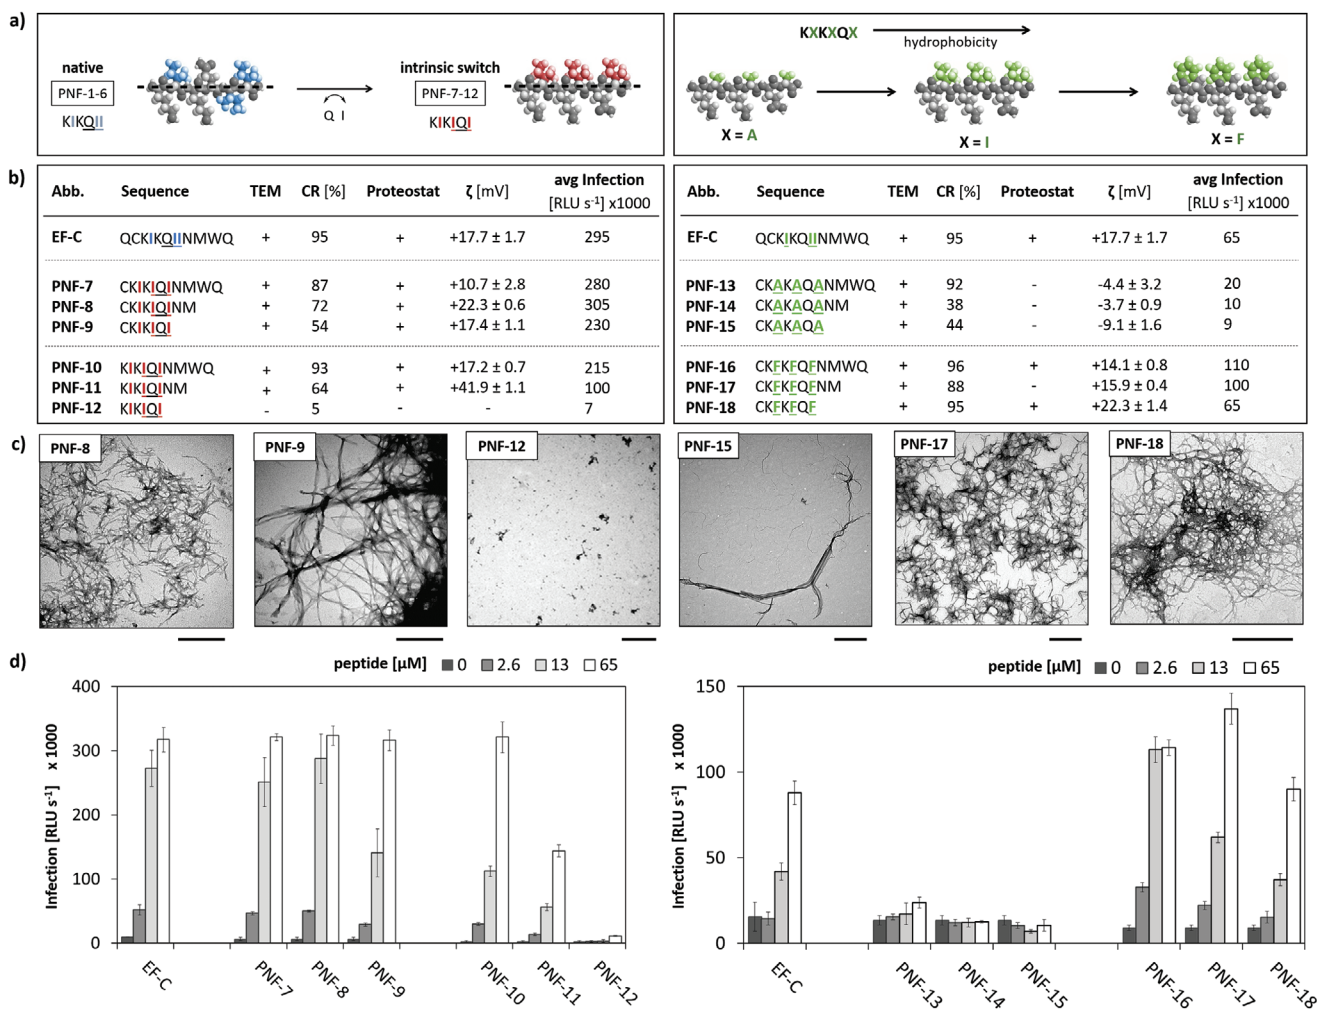 a)
native
PNF-1-6
KIKQII
Q I
intrinsic switch
PNF-7-12
KIKIQI
KXKXQX
hydrophobicity
X = A
X = I
X = F
b)
Abb. Sequence TEM CR [%] Proteostat ζ [mV] avg Infection [RLU s⁻¹] x1000
EF-C QCKIKQIINMWQ + 95 + +17.7 ± 1.7 295
PNF-7 CKIKIQINMWQ + 87 + +10.7 ± 2.8 280
PNF-8 CKIKIQINM + 72 + +22.3 ± 0.6 305
PNF-9 CKIKIQI + 54 + +17.4 ± 1.1 230
PNF-10 KIKIQINMWQ + 93 + +17.2 ± 0.7 215
PNF-11 KIKIQINM + 64 + +41.9 ± 1.1 100
PNF-12 KIKIQI - 5 - - 7
Abb. Sequence TEM CR [%] Proteostat ζ [mV] avg Infection [RLU s⁻¹] x1000
EF-C QCKIKQIINMWQ + 95 + +17.7 ± 1.7 65
PNF-13 CKAKAQANMWQ + 92 - -4.4 ± 3.2 20
PNF-14 CKAKAQANM + 38 - -3.7 ± 0.9 10
PNF-15 CKAKAQA + 44 - -9.1 ± 1.6 9
PNF-16 CKFKFQFNMWQ + 96 + +14.1 ± 0.8 110
PNF-17 CKFKFQFNM + 88 - +15.9 ± 0.4 100
PNF-18 CKFKFQF + 95 + +22.3 ± 1.4 65
c)
PNF-8
PNF-9
PNF-12
PNF-15
PNF-17
PNF-18
d)
peptide [µM] 0 2.6 13 65
Infection [RLU s⁻¹] x 1000
400
300
200
100
0
EF-C PNF-7 PNF-8 PNF-9 PNF-10 PNF-11 PNF-12
peptide [µM] 0 2.6 13 65
Infection [RLU s⁻¹] x 1000
150
100
50
0
EF-C PNF-13 PNF-14 PNF-15 PNF-16 PNF-17 PNF-18